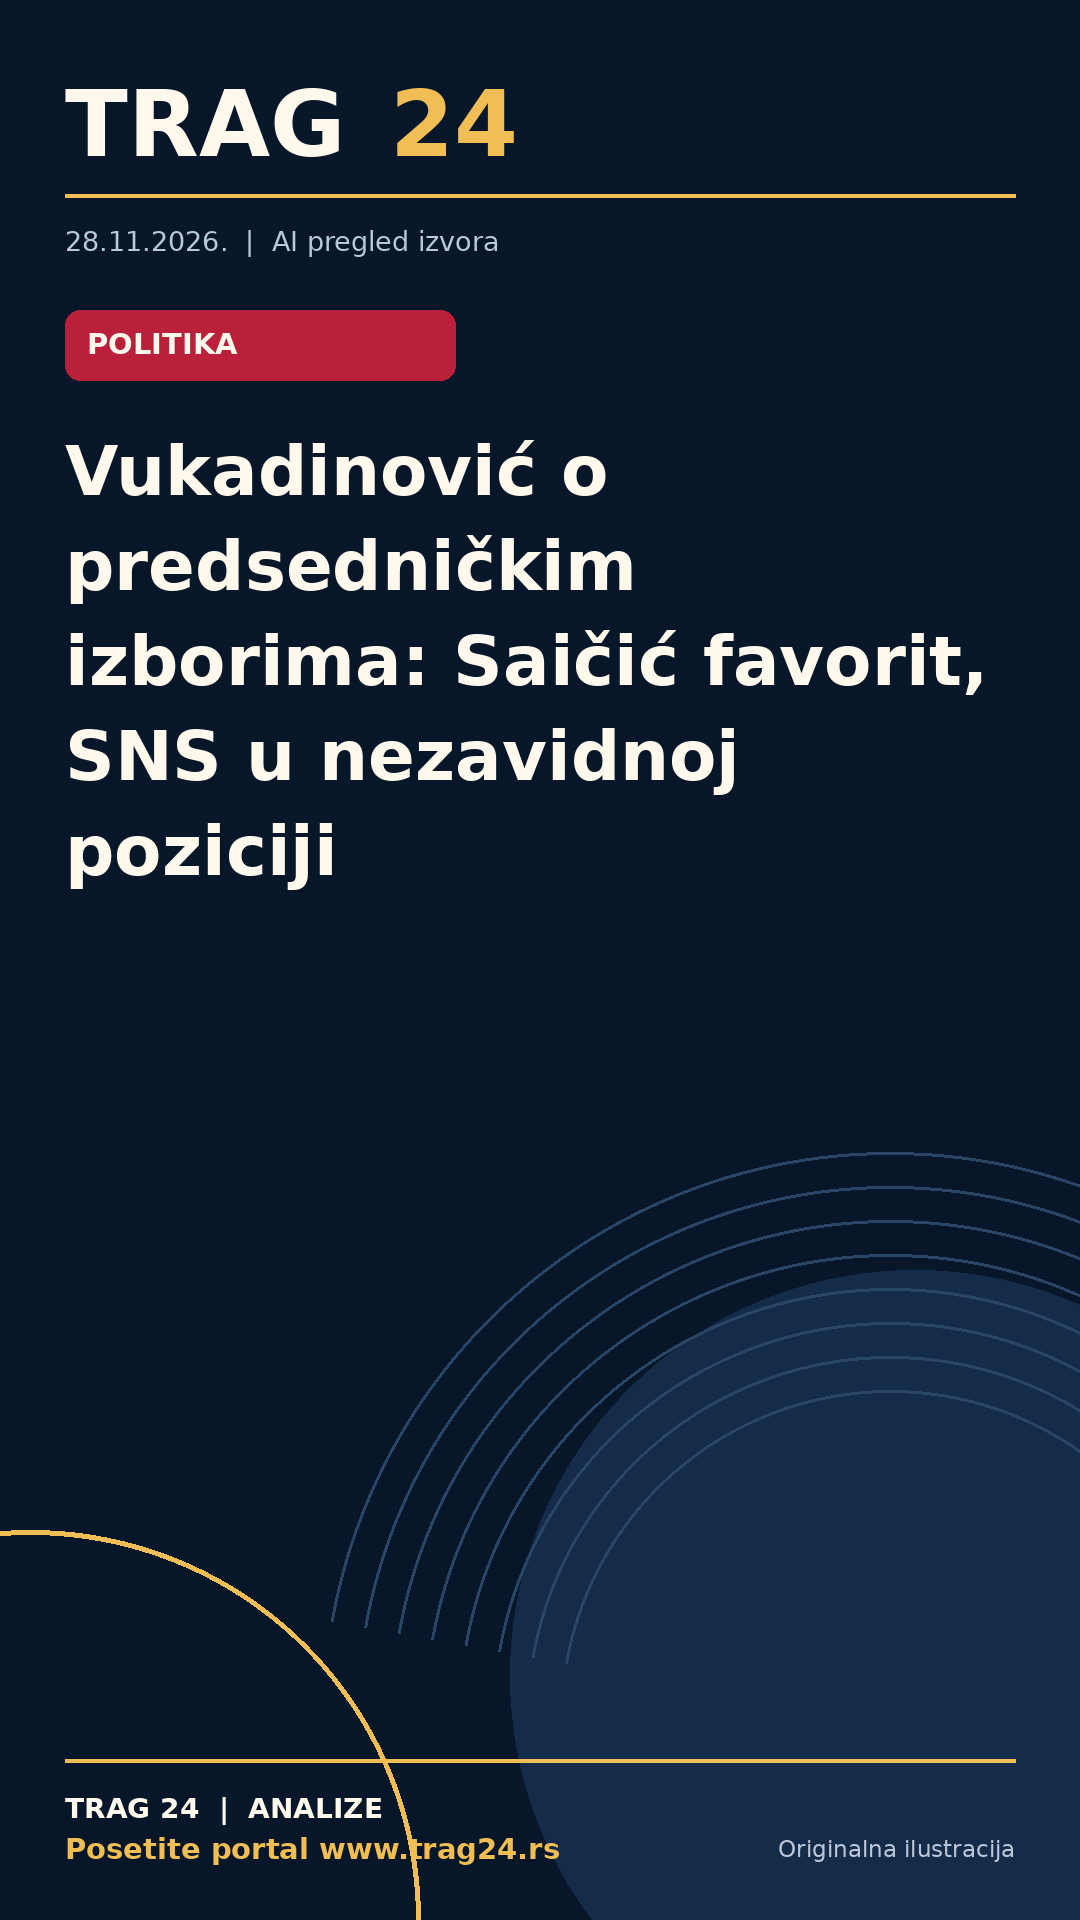 TRAG 24
28.11.2026. | AI pregled izvora
POLITIKA
Vukadinović o
predsedničkim
izborima: Saičić favorit,
SNS u nezavidnoj
poziciji
TRAG 24 | ANALIZE
Posetite portal www.trag24.rs
Originalna ilustracija